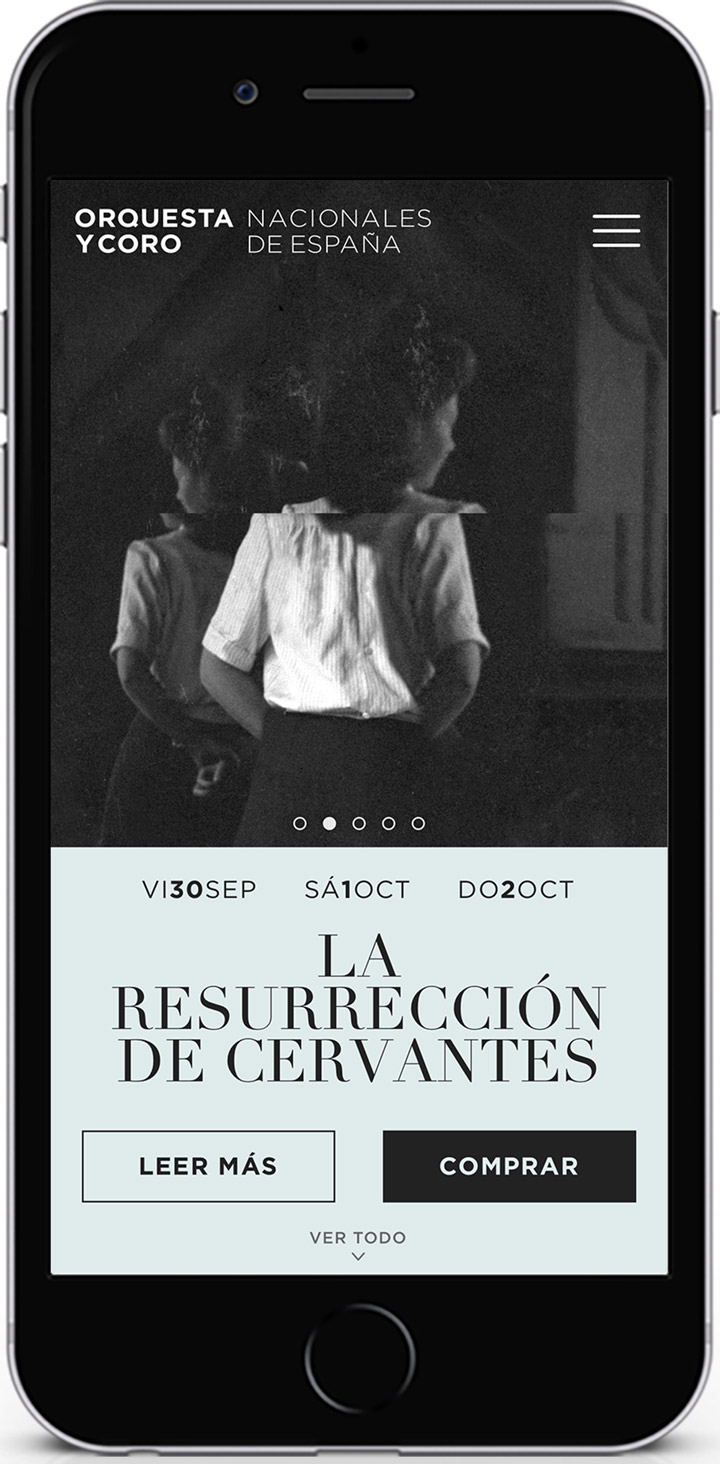 ORQUESTA NACIONALES
Y CORO DE ESPAÑA
VI30SEP SÁ1OCT DO2OCT
LA
RESURRECCIÓN
DE CERVANTES
LEER MÁS COMPRAR
VER TODO